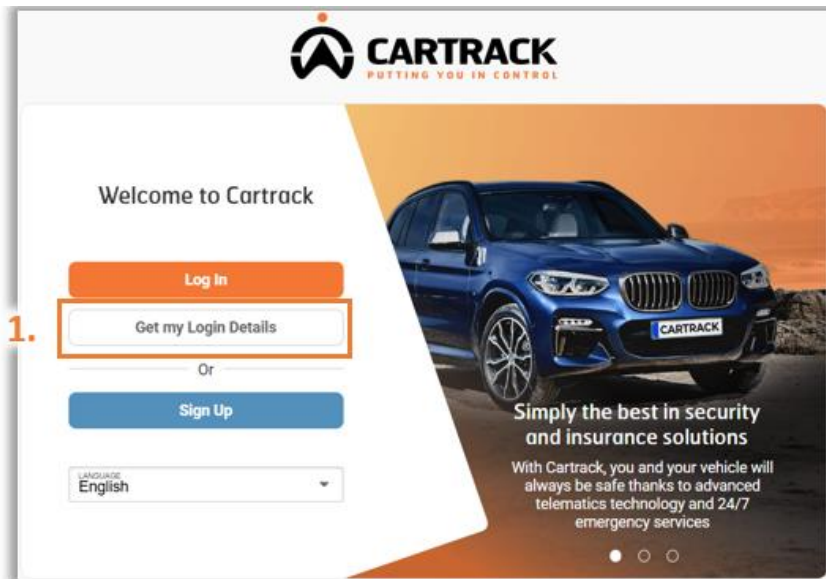 CARTRACK
PUTTING YOU IN CONTROL
Welcome to Cartrack
Log In
1.
Get my Login Details
Or
Sign Up
LANGUAGE
English
CARTRACK
Simply the best in security
and insurance solutions
With Cartrack, you and your vehicle will
always be safe thanks to advanced
telematics technology and 24/7
emergency services